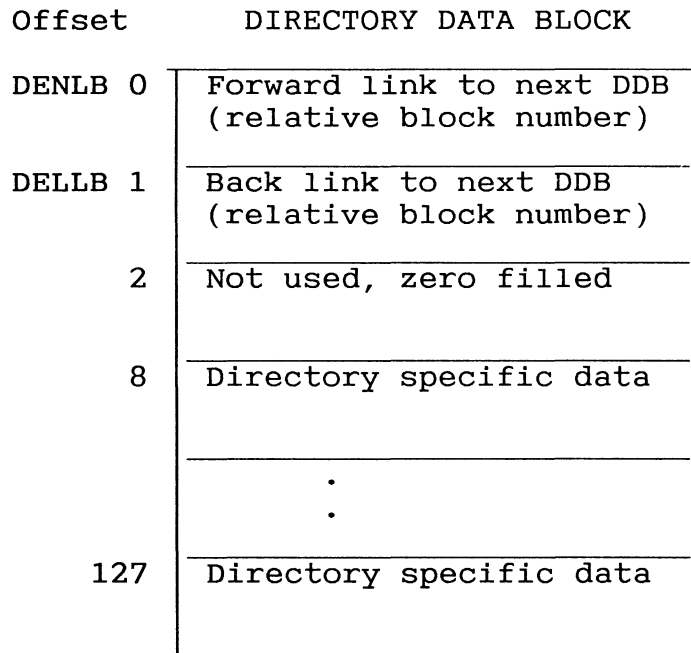 Offset DIRECTORY DATA BLOCK
DENLB 0 Forward link to next DDB
(relative block number)
DELLB 1 Back link to next DDB
(relative block number)
2 Not used, zero filled
8 Directory specific data
.
.
127 Directory specific data